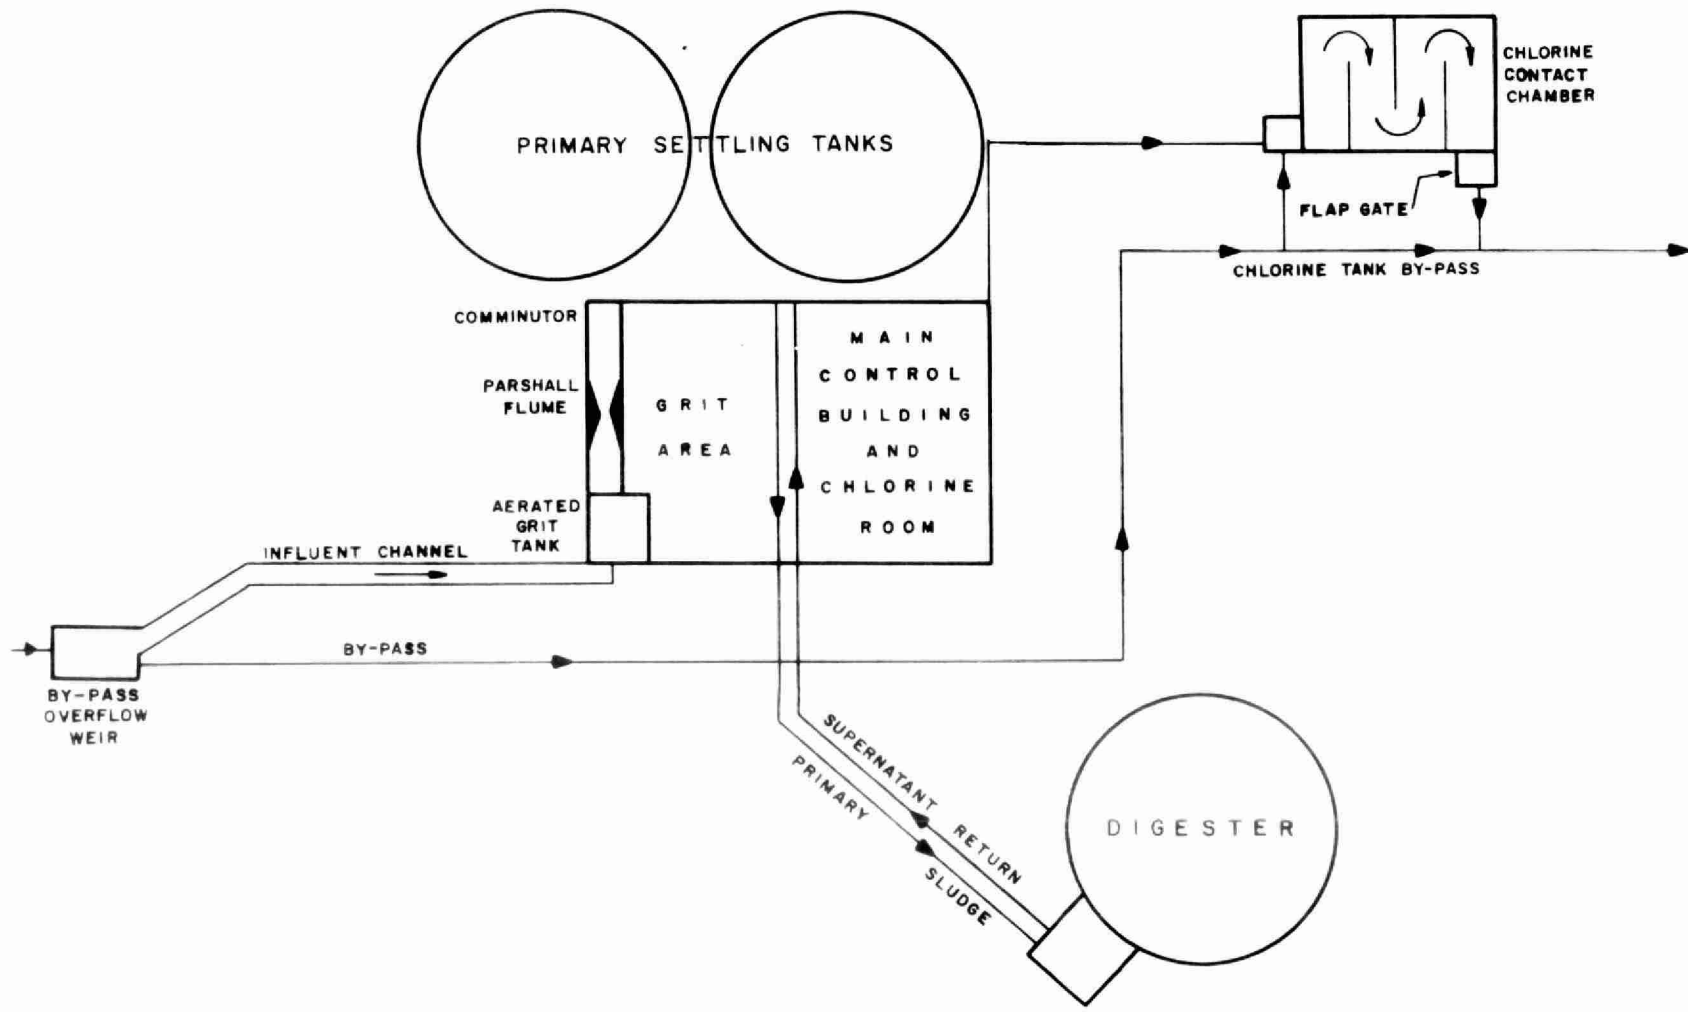 PRIMARY SETTLING TANKS
CHLORINE
CONTACT
CHAMBER
FLAP GATE
CHLORINE TANK BY-PASS
COMMINUTOR
PARSHALL
FLUME
GRIT
AREA
MAIN
CONTROL
BUILDING
AND
CHLORINE
ROOM
AERATED
GRIT
TANK
INFLUENT CHANNEL
BY-PASS
BY-PASS
OVERFLOW
WEIR
SUPERNATANT RETURN
PRIMARY SLUDGE
DIGESTER